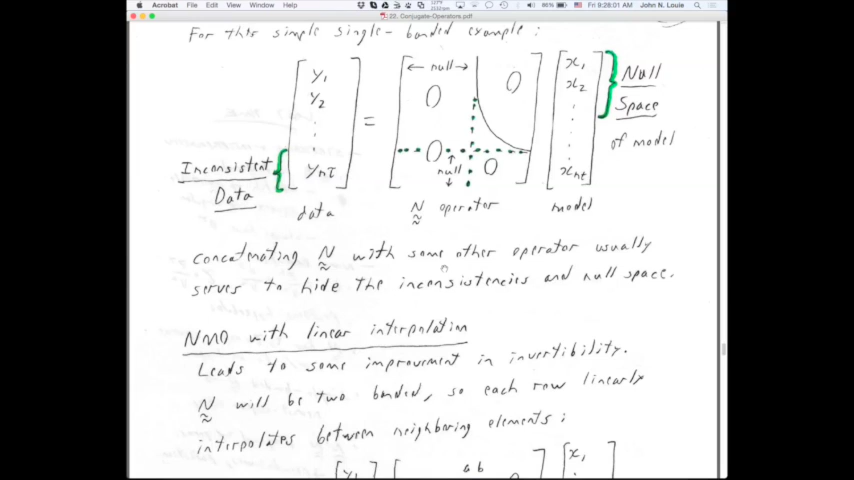 Acrobat File Edit View Window Help
86% Fri 9:28:01 AM John N. Louie
22. Conjugate-Operators.pdf
For this simple single-banded example:
y1
y2
.
.
ynτ
=
← null →
0
0
0
null
0
x1
x2
.
.
.
.
xnt
Null
Space
of model
Inconsistent
Data
data
N operator
model
concatenating N with some other operator usually
serves to hide the inconsistencies and null space.
NMO with linear interpolation
Leads to some improvement in invertibility.
N will be two banded, so each row linearly
interpolates between neighboring elements:
y1
a b
0
x1